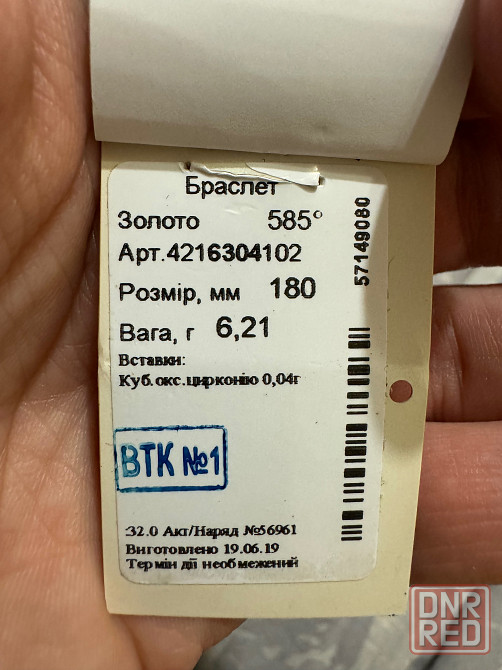 Браслет
Золото 585°
Арт.4216304102
Розмір, мм 180
Вага, г 6,21
Вставки:
Куб.окс.цирконію 0,04г
57149080
ВТК №1
32.0 Акт/Наряд №56961
Виготовлено 19.06.19
Термін дії необмежений
DNR
RED